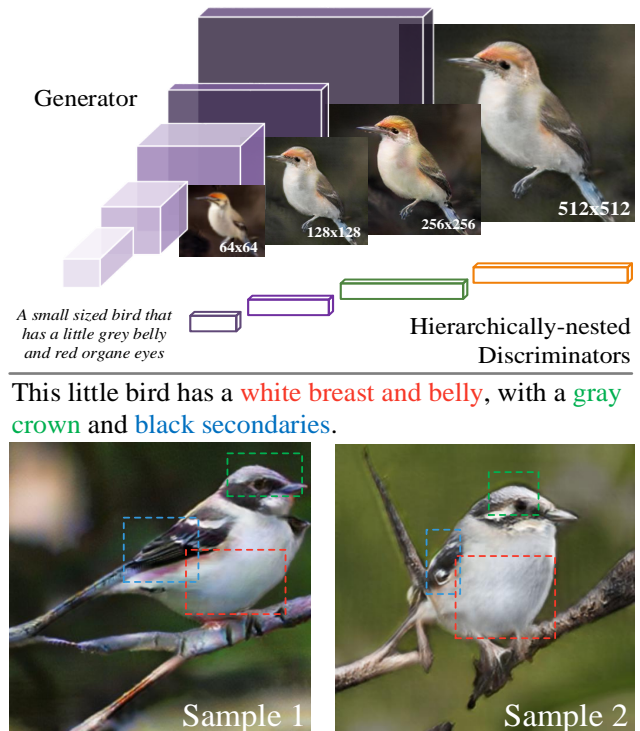 Generator
64x64
128x128
256x256
512x512
A small sized bird that
has a little grey belly
and red organe eyes
Hierarchically-nested
Discriminators
This little bird has a white breast and belly, with a gray
crown and black secondaries.
Sample 1
Sample 2